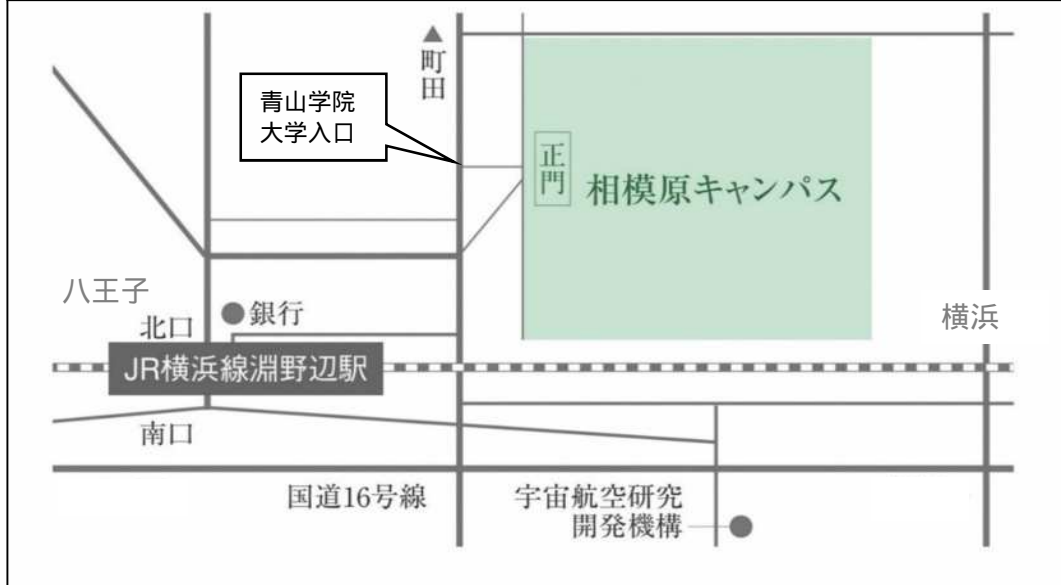 ▲
町田
青山学院
大学入口
正門
相模原キャンパス
八王子
北口
銀行
横浜
JR横浜線淵野辺駅
南口
国道16号線
宇宙航空研究
開発機構